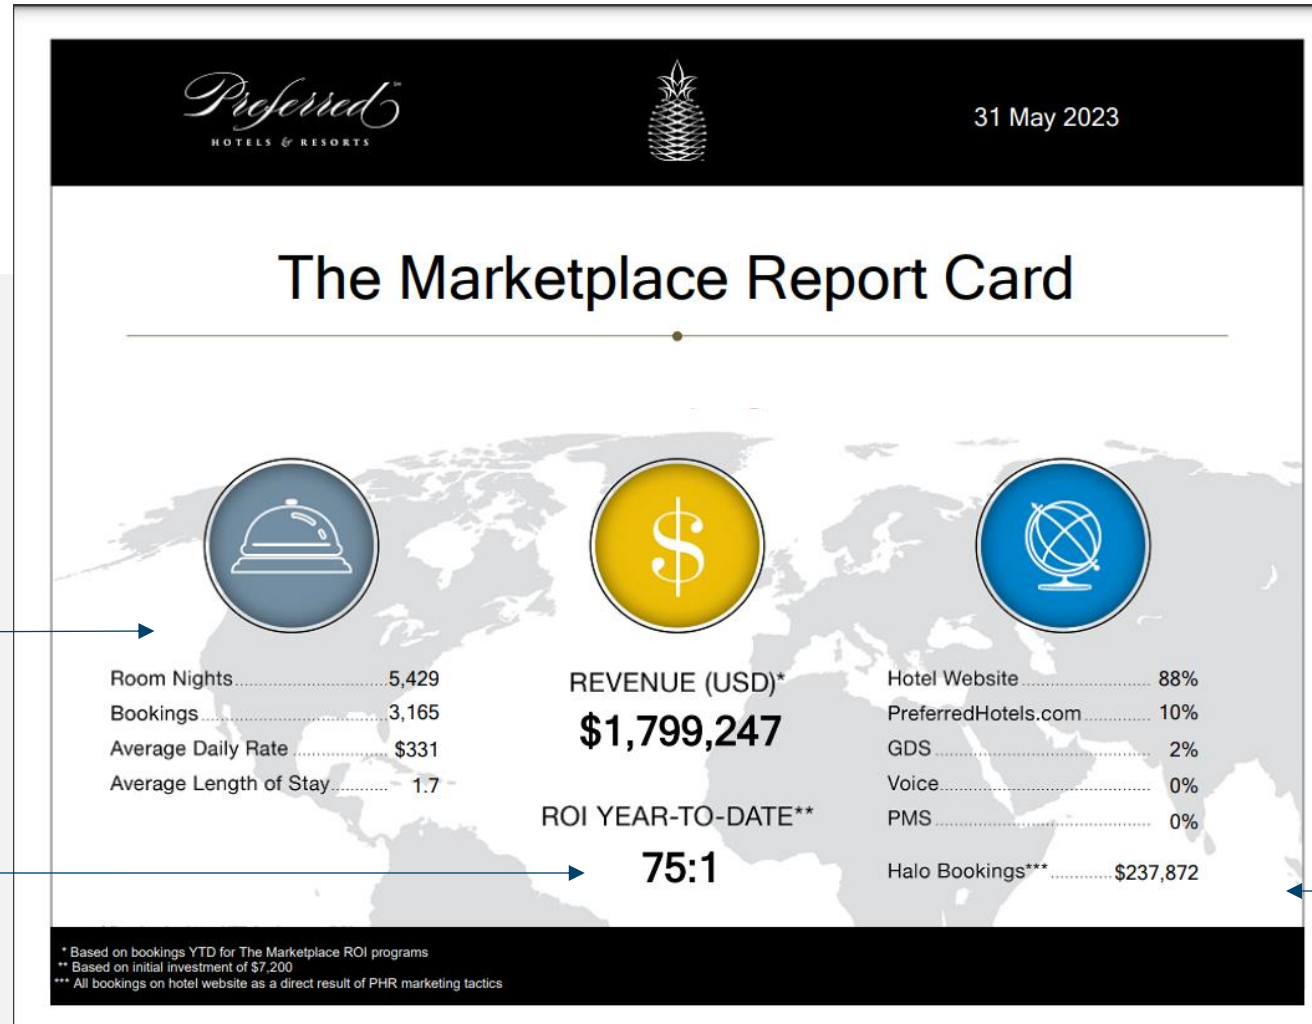 Preferred℠
HOTELS & RESORTS
31 May 2023
The Marketplace Report Card
Room Nights 5,429
Bookings 3,165
Average Daily Rate $331
Average Length of Stay 1.7
REVENUE (USD)*
$1,799,247
ROI YEAR-TO-DATE**
75:1
Hotel Website 88%
PreferredHotels.com 10%
GDS 2%
Voice 0%
PMS 0%
Halo Bookings*** $237,872
* Based on bookings YTD for The Marketplace ROI programs
** Based on initial investment of $7,200
*** All bookings on hotel website as a direct result of PHR marketing tactics